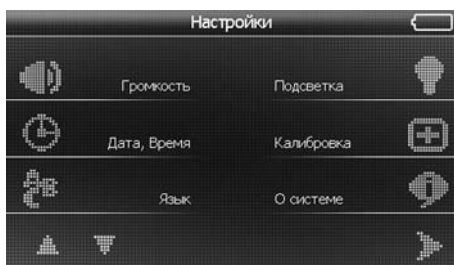 Настройки
Громкость Подсветка
Дата, Время Калибровка
Язык О системе